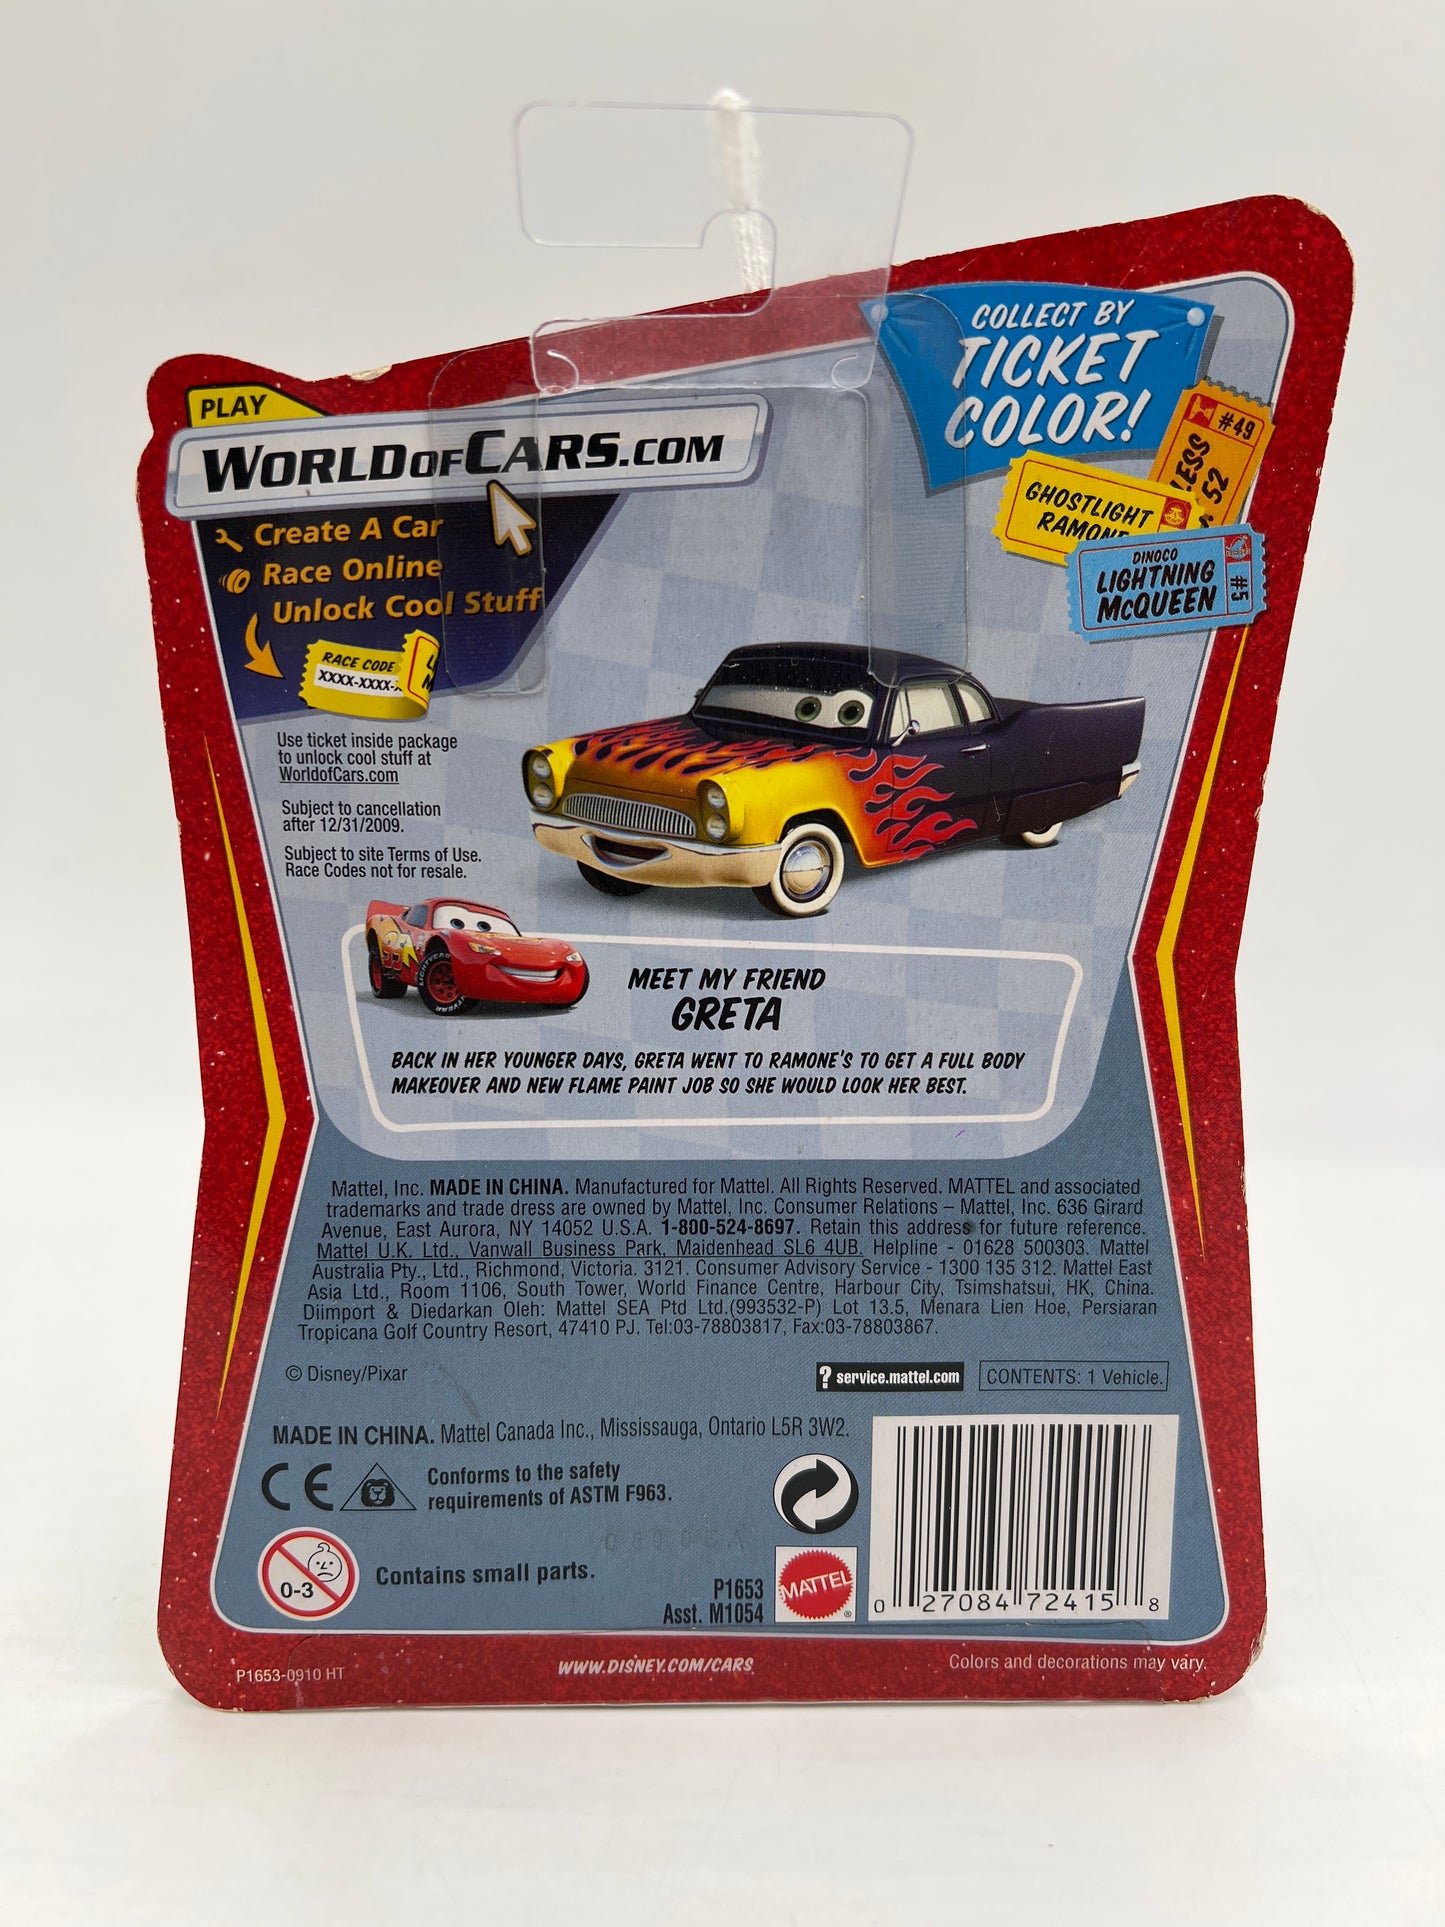 COLLECT BY
TICKET
COLOR!
PLAY
WORLDOFCARS.COM
#49
LESS
52
GHOSTLIGHT
RAMONE
DINOCO
LIGHTNING
MCQUEEN
#5
Create A Car
Race Online
Unlock Cool Stuff
RACE CODE
XXXX-XXXX-X
Use ticket inside package
to unlock cool stuff at
WorldofCars.com
Subject to cancellation
after 12/31/2009.
Subject to site Terms of Use.
Race Codes not for resale.
95
MEET MY FRIEND
GRETA
BACK IN HER YOUNGER DAYS, GRETA WENT TO RAMONE'S TO GET A FULL BODY
MAKEOVER AND NEW FLAME PAINT JOB SO SHE WOULD LOOK HER BEST.
Mattel, Inc. MADE IN CHINA. Manufactured for Mattel. All Rights Reserved. MATTEL and associated
trademarks and trade dress are owned by Mattel, Inc. Consumer Relations – Mattel, Inc. 636 Girard
Avenue, East Aurora, NY 14052 U.S.A. 1-800-524-8697. Retain this address for future reference.
Mattel U.K. Ltd., Vanwall Business Park, Maidenhead SL6 4UB. Helpline - 01628 500303. Mattel
Australia Pty., Ltd., Richmond, Victoria. 3121. Consumer Advisory Service - 1300 135 312. Mattel East
Asia Ltd., Room 1106, South Tower, World Finance Centre, Harbour City, Tsimshatsui, HK, China.
Diimport & Diedarkan Oleh: Mattel SEA Ptd Ltd.(993532-P) Lot 13.5, Menara Lien Hoe, Persiaran
Tropicana Golf Country Resort, 47410 PJ. Tel:03-78803817, Fax:03-78803867.
© Disney/Pixar
? service.mattel.com
CONTENTS: 1 Vehicle.
MADE IN CHINA. Mattel Canada Inc., Mississauga, Ontario L5R 3W2.
CE
Conforms to the safety
requirements of ASTM F963.
0-3
Contains small parts.
P1653
Asst. M1054
MATTEL ®
0 27084 72415 8
P1653-0910 HT
WWW.DISNEY.COM/CARS
Colors and decorations may vary.